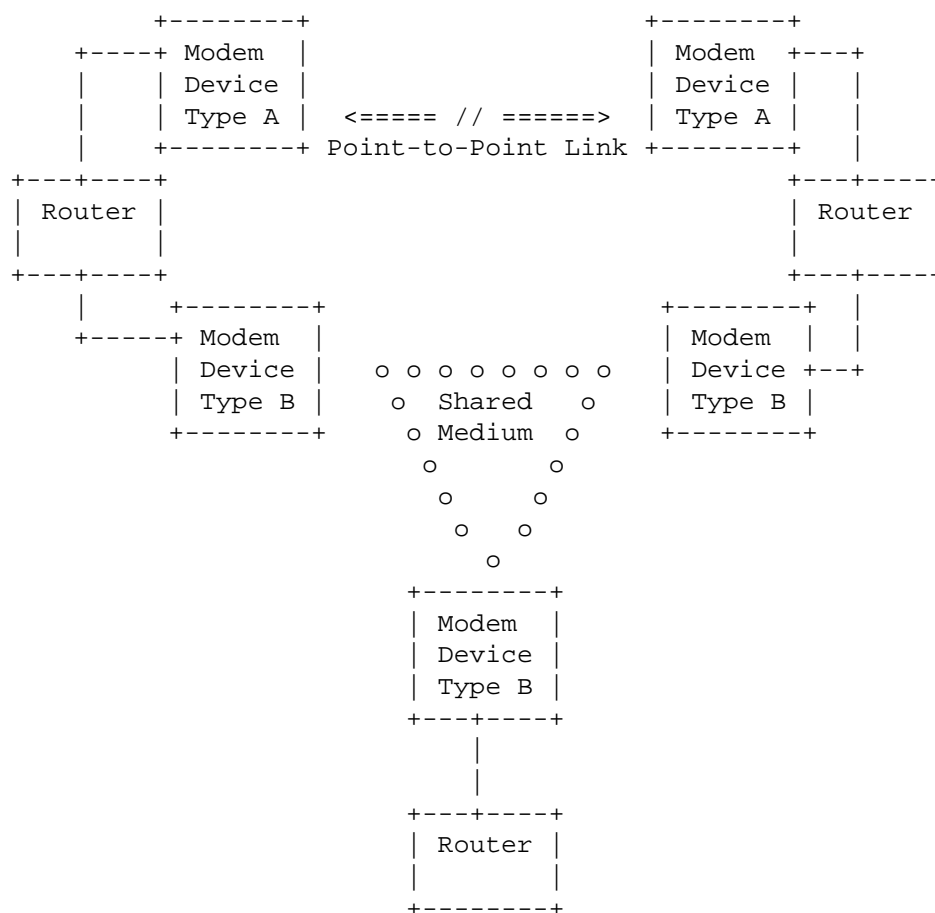 Modem Modem
Device Device
Type A <===== // ======> Type A
Point-to-Point Link
Router Router
Modem Modem
Device Device
Type B Shared Type B
Medium
Modem
Device
Type B
Router